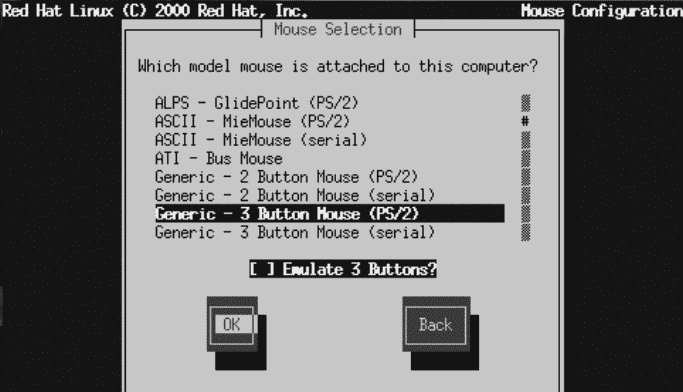 Red Hat Linux (C) 2000 Red Hat, Inc. Mouse Configuration
Mouse Selection
Which model mouse is attached to this computer?
ALPS - GlidePoint (PS/2)
ASCII - MieMouse (PS/2) #
ASCII - MieMouse (serial)
ATI - Bus Mouse
Generic - 2 Button Mouse (PS/2)
Generic - 2 Button Mouse (serial)
Generic - 3 Button Mouse (PS/2)
Generic - 3 Button Mouse (serial)
[ ] Emulate 3 Buttons?
OK Back